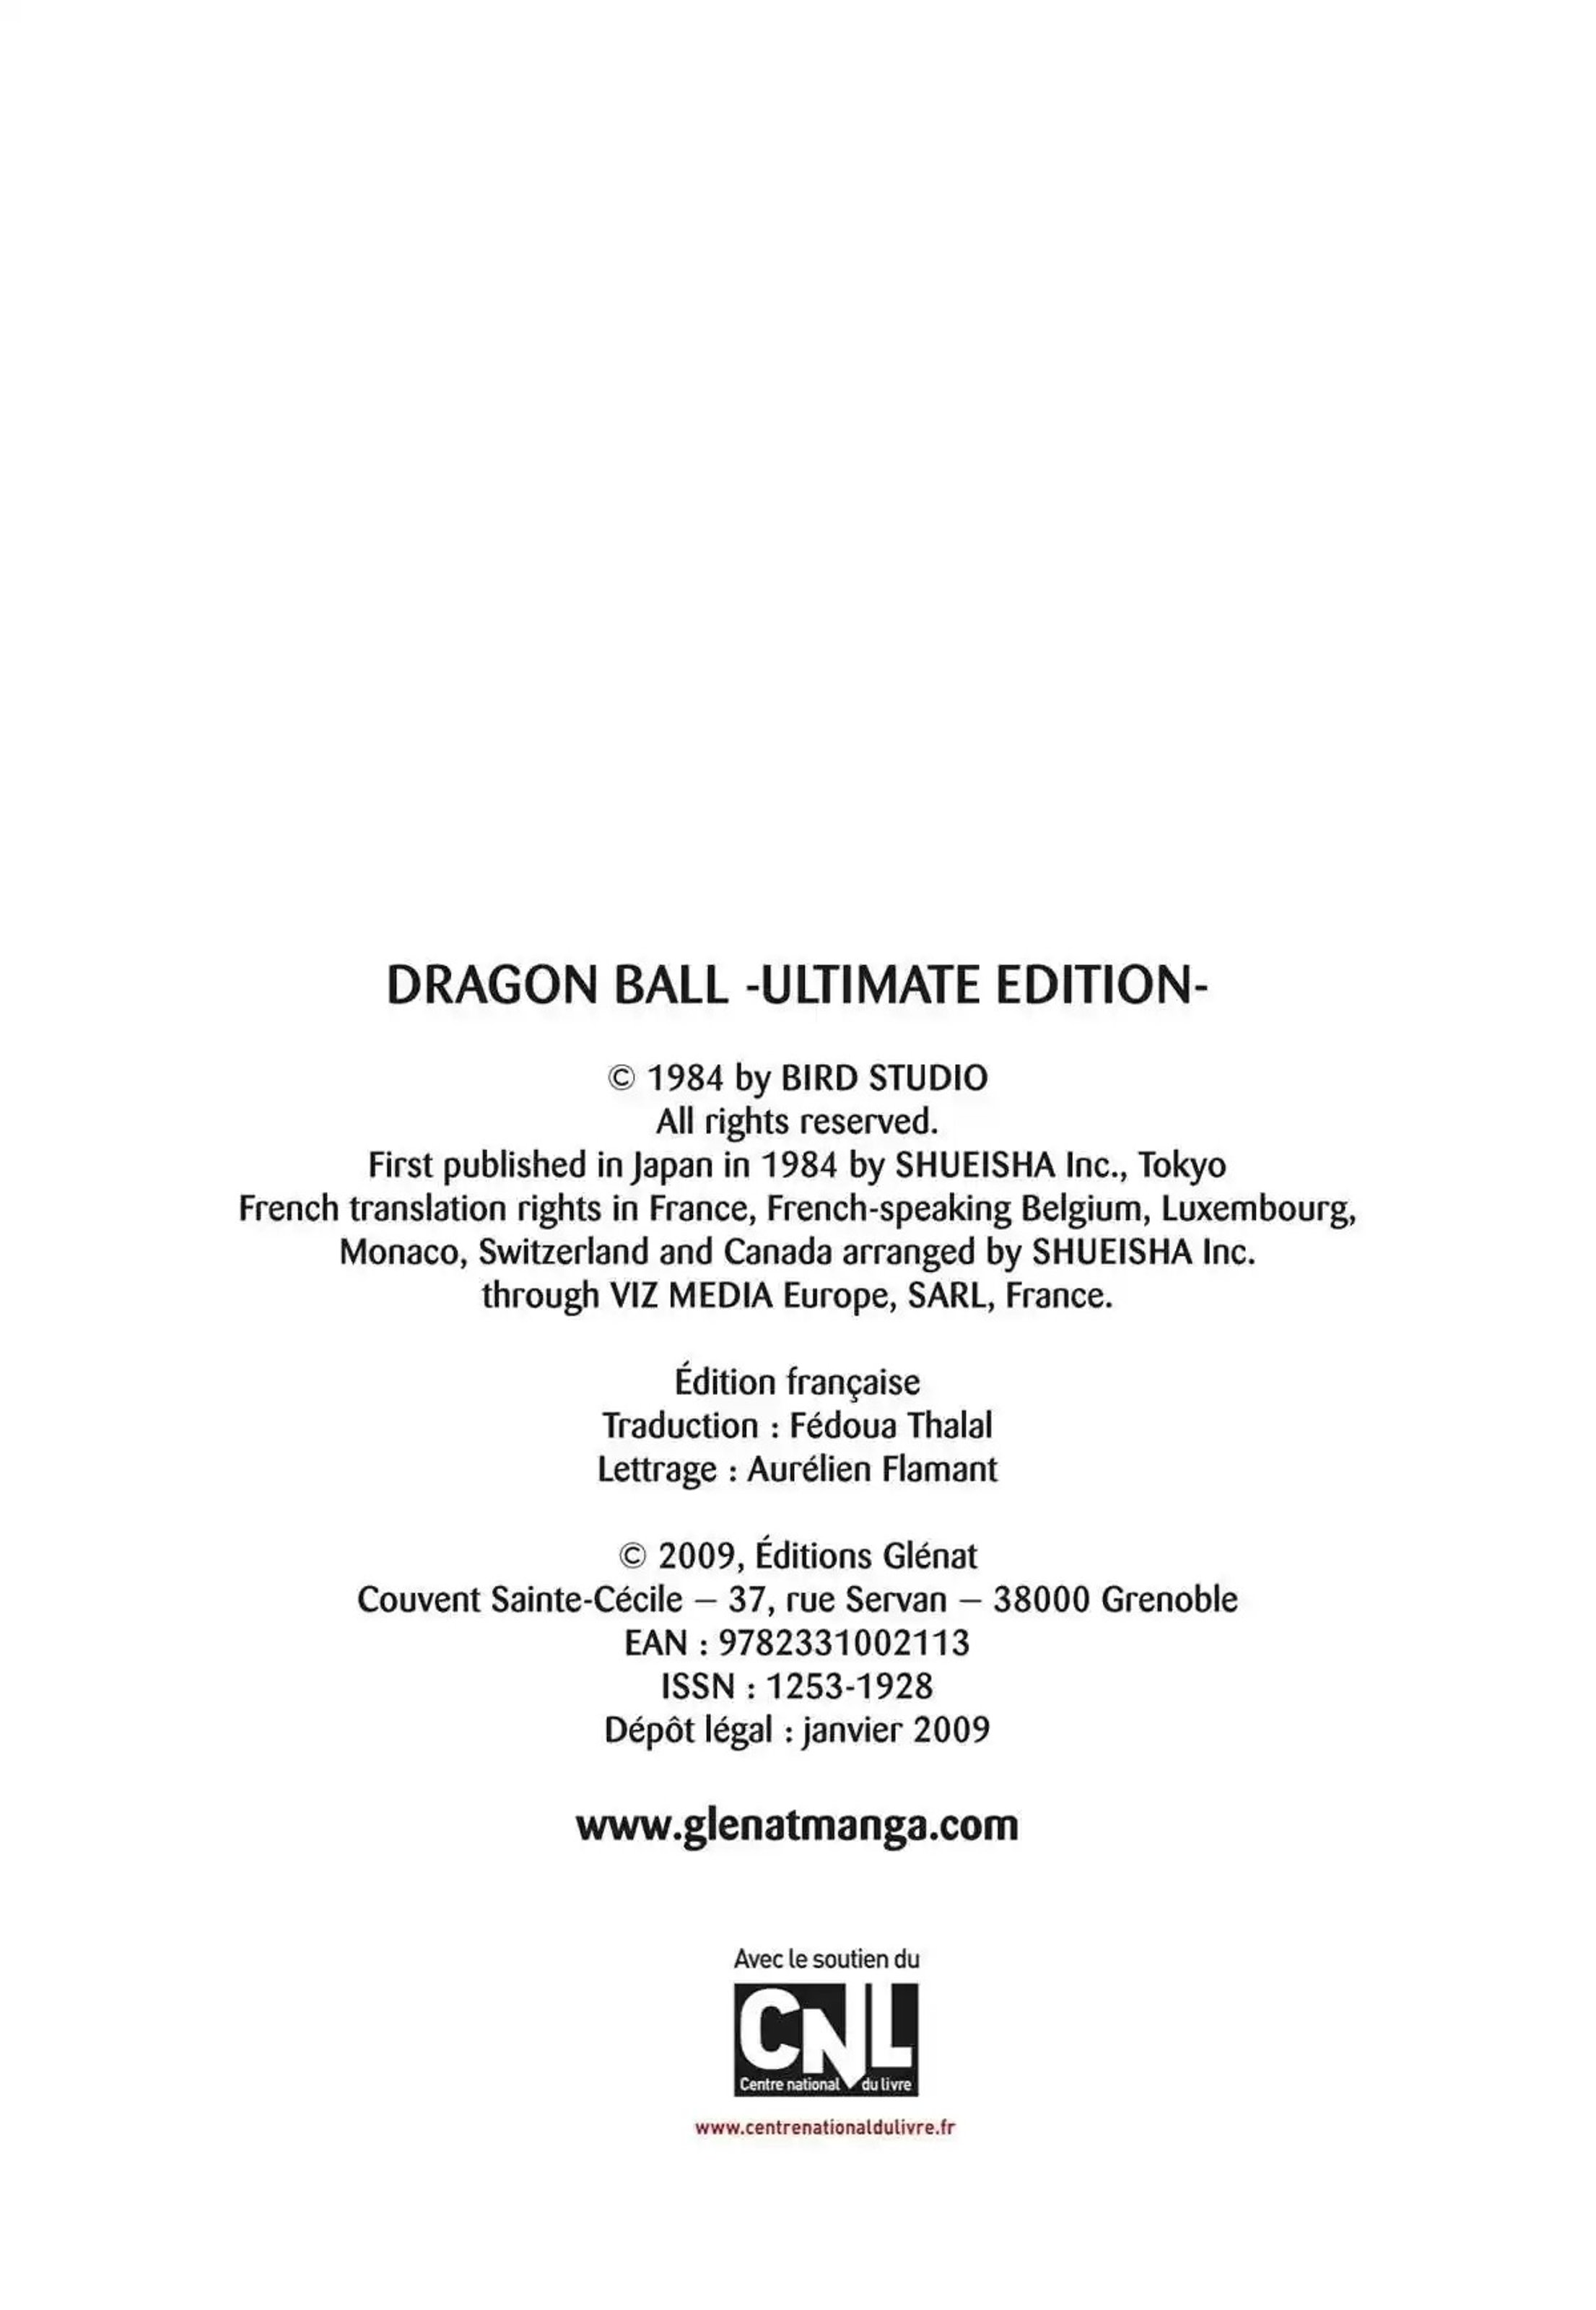 DRAGON BALL -ULTIMATE EDITION-
© 1984 by BIRD STUDIO
All rights reserved.
First published in Japan in 1984 by SHUEISHA Inc., Tokyo
French translation rights in France, French-speaking Belgium, Luxembourg,
Monaco, Switzerland and Canada arranged by SHUEISHA Inc.
through VIZ MEDIA Europe, SARL, France.
Édition française
Traduction : Fédoua Thalal
Lettrage : Aurélien Flamant
© 2009, Éditions Glénat
Couvent Sainte-Cécile – 37, rue Servan – 38000 Grenoble
EAN : 9782331002113
ISSN : 1253-1928
Dépôt légal : janvier 2009
www.glenatmanga.com
Avec le soutien du
CNL
Centre national du livre
www.centrenationaldulivre.fr